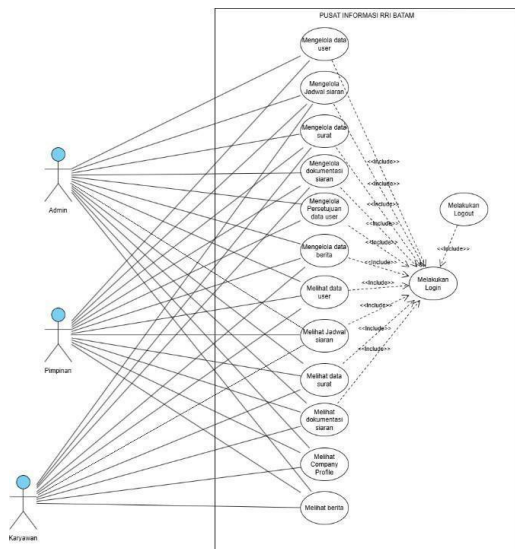 PUSAT INFORMASI RRI BATAM
Mengelola data
user
Mengelola
Jadwal siaran
Mengelola data
surat
Mengelola
dokumentasi
siaran
Mengelola
Persetujuan
data user
Mengelola data
berita
Melihat data
user
Melihat Jadwal
siaran
Melihat data
surat
Melihat
dokumentasi
siaran
Melihat
Company
Profile
Melihat berita
Admin
Pimpinan
Karyawan
<<Include>>
<<Include>>
<<Include>>
<<Include>>
<<Include>>
<<Include>>
<<Include>>
<<Include>>
<<Include>>
Melakukan
Logout
<<Include>>
Melakukan
Login